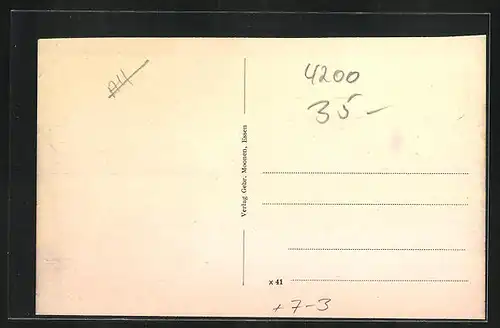 4200
35-
Verlag Gebr. Moonen, Essen
x 41
+7-3